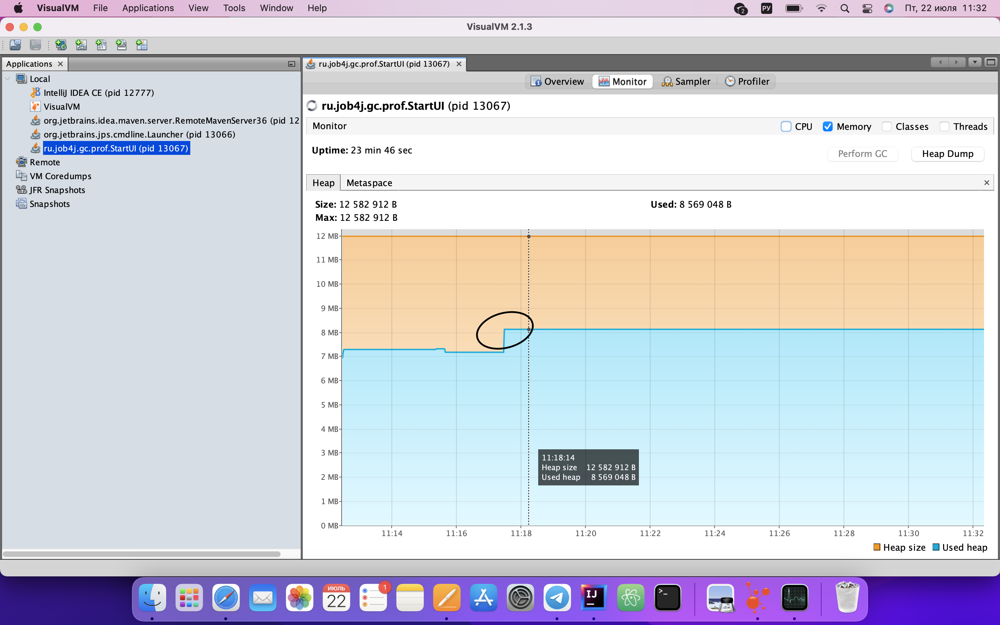 VisualVM File Applications View Tools Window Help 2 РУ Пт, 22 июля 11:32
VisualVM 2.1.3
Applications
Local
IntelliJ IDEA CE (pid 12777)
VisualVM
org.jetbrains.idea.maven.server.RemoteMavenServer36 (pid 12
org.jetbrains.jps.cmdline.Launcher (pid 13066)
ru.job4j.gc.prof.StartUI (pid 13067)
Remote
VM Coredumps
JFR Snapshots
Snapshots
ru.job4j.gc.prof.StartUI (pid 13067)
Overview Monitor Sampler Profiler
ru.job4j.gc.prof.StartUI (pid 13067)
Monitor CPU Memory Classes Threads
Uptime: 23 min 46 sec
Perform GC Heap Dump
Heap Metaspace
Size: 12 582 912 B Used: 8 569 048 B
Max: 12 582 912 B
12 MB
11 MB
10 MB
9 MB
8 MB
7 MB
6 MB
5 MB
4 MB
3 MB
2 MB
1 MB
0 MB
11:18:14
Heap size 12 582 912 B
Used heap 8 569 048 B
11:14 11:16 11:18 11:20 11:22 11:24 11:26 11:28 11:30 11:32
Heap size Used heap
ИЮЛЬ
22
1
IJ
>_